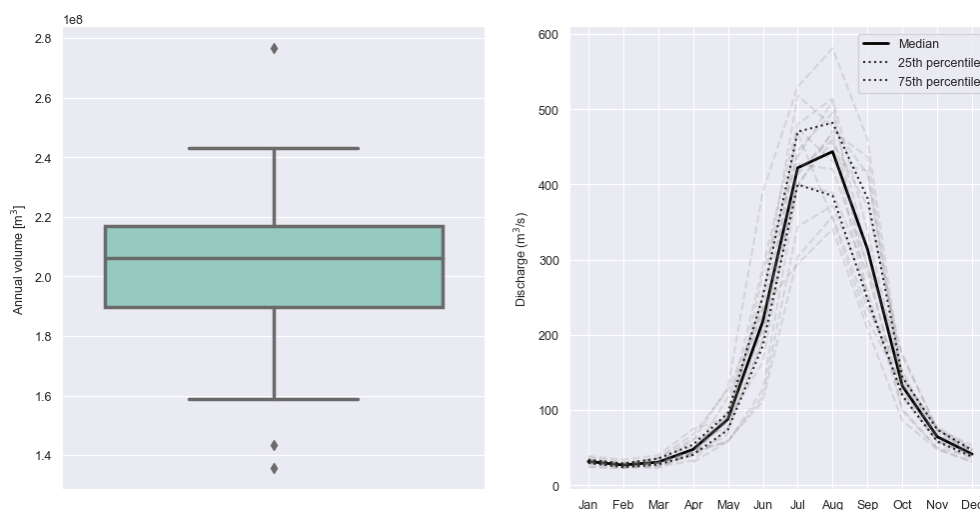 1e8
2.8
2.6
2.4
2.2
2.0
1.8
1.6
1.4
Annual volume [m³]
600
500
400
300
200
100
0
Discharge (m³/s)
Median
25th percentile
75th percentile
Jan Feb Mar Apr May Jun Jul Aug Sep Oct Nov Dec